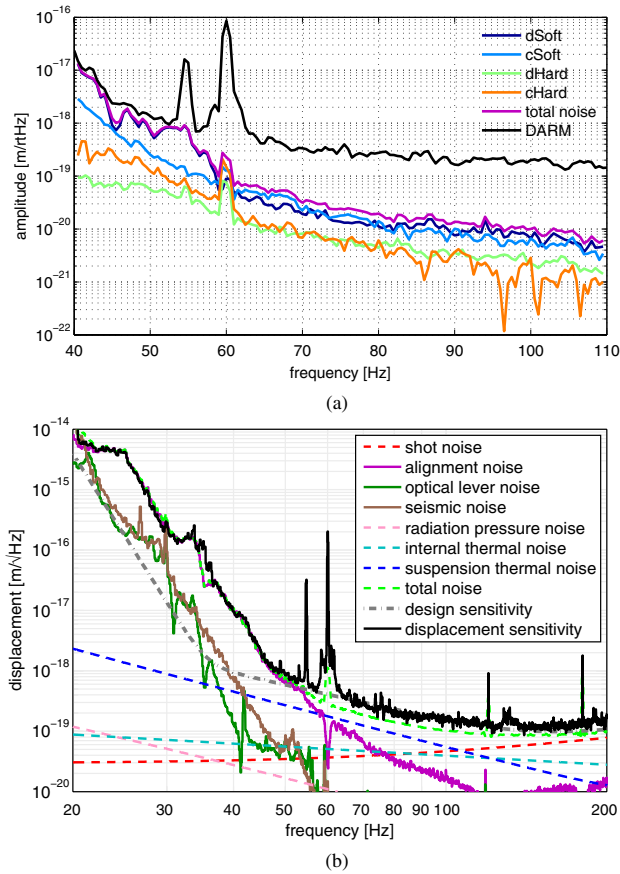 10^-16
10^-17
10^-18
10^-19
10^-20
10^-21
10^-22
amplitude [m/rtHz]
dSoft
cSoft
dHard
cHard
total noise
DARM
40 50 60 70 80 90 100 110
frequency [Hz]
(a)
10^-14
10^-15
10^-16
10^-17
10^-18
10^-19
10^-20
displacement [m/√Hz]
shot noise
alignment noise
optical lever noise
seismic noise
radiation pressure noise
internal thermal noise
suspension thermal noise
total noise
design sensitivity
displacement sensitivity
20 30 40 50 60 70 80 90 100 200
frequency [Hz]
(b)